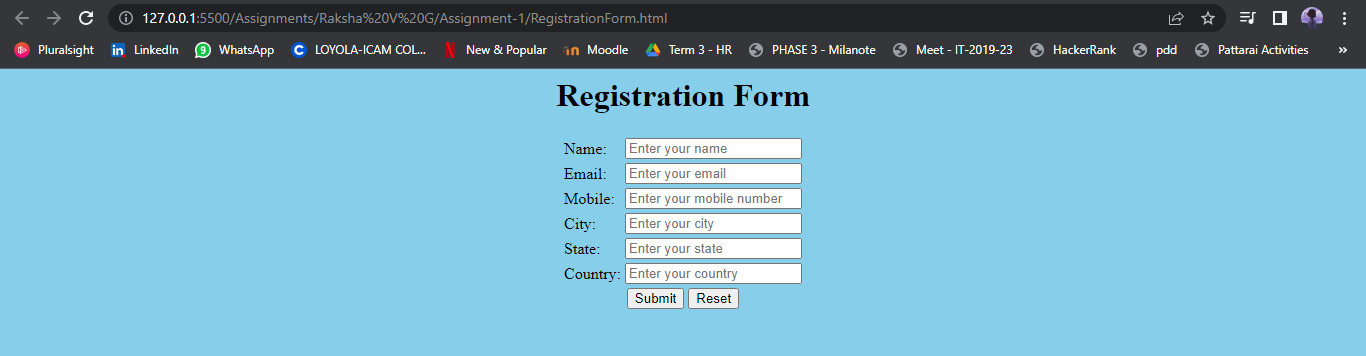 127.0.0.1:5500/Assignments/Raksha%20V%20G/Assignment-1/RegistrationForm.html
Pluralsight LinkedIn WhatsApp LOYOLA-ICAM COL... New & Popular Moodle Term 3 - HR PHASE 3 - Milanote Meet - IT-2019-23 HackerRank pdd Pattarai Activities »
Registration Form
Name: Enter your name
Email: Enter your email
Mobile: Enter your mobile number
City: Enter your city
State: Enter your state
Country: Enter your country
Submit Reset